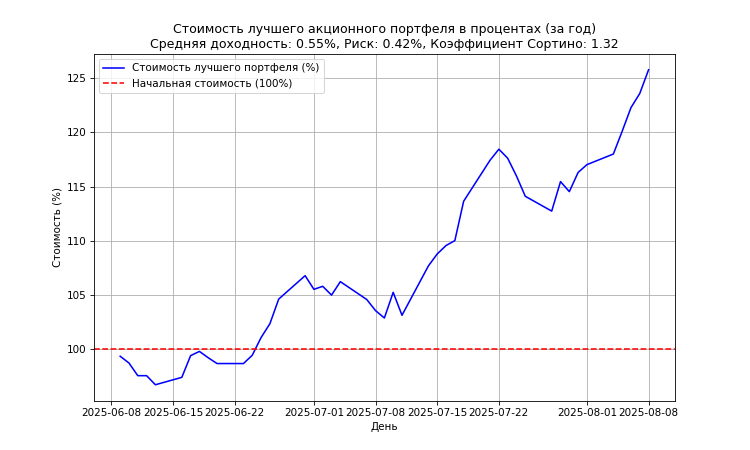 Стоимость лучшего акционного портфеля в процентах (за год)
Средняя доходность: 0.55%, Риск: 0.42%, Коэффициент Сортино: 1.32
Стоимость лучшего портфеля (%)
Начальная стоимость (100%)
Стоимость (%)
125
120
115
110
105
100
2025-06-08 2025-06-15 2025-06-22 2025-07-01 2025-07-08 2025-07-15 2025-07-22 2025-08-01 2025-08-08
День